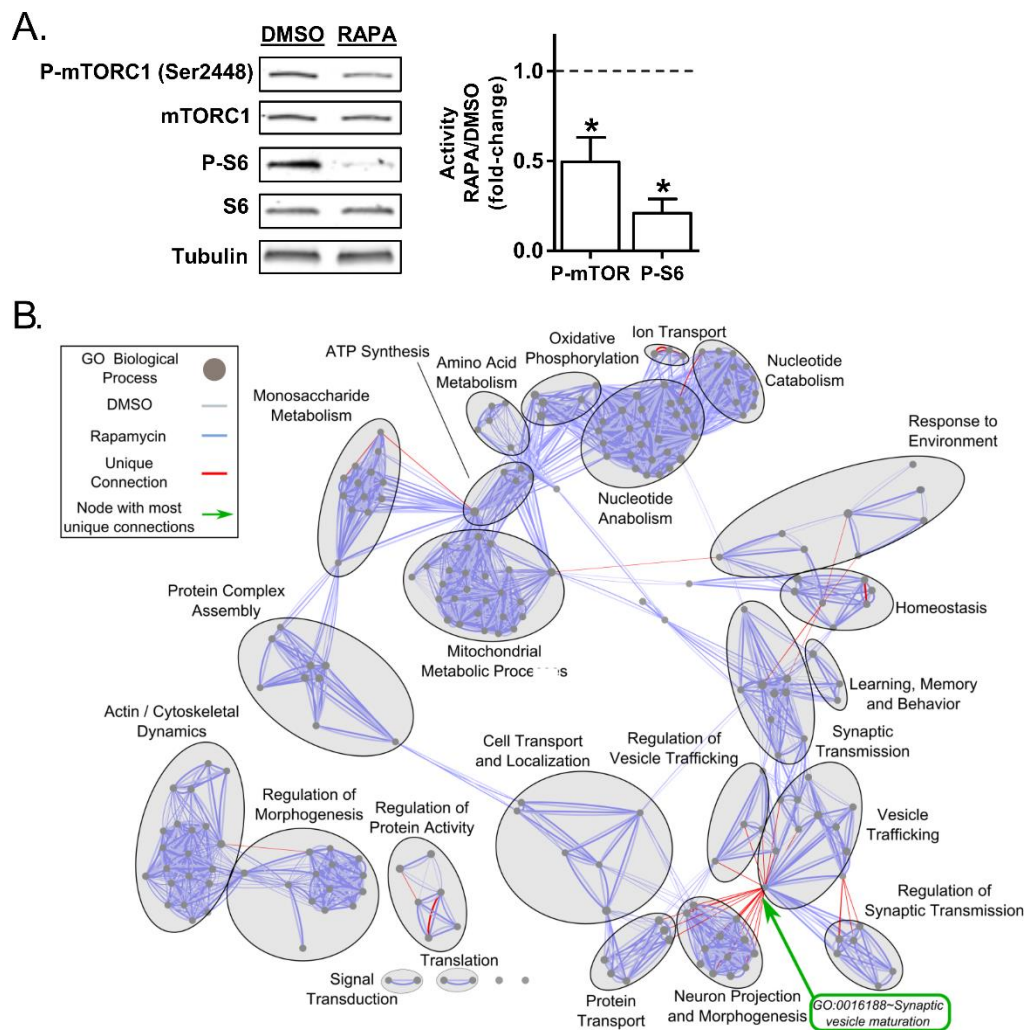 A.
DMSO RAPA
P-mTORC1 (Ser2448)
mTORC1
P-S6
S6
Tubulin
Activity
RAPA/DMSO
(fold-change)
1.0
0.5
0.0
*
*
P-mTOR P-S6
B.
GO Biological
Process
DMSO
Rapamycin
Unique
Connection
Node with most
unique connections
ATP Synthesis
Monosaccharide
Metabolism
Amino Acid
Metabolism
Oxidative
Phosphorylation
Ion Transport
Nucleotide
Catabolism
Nucleotide
Anabolism
Response to
Environment
Homeostasis
Protein Complex
Assembly
Mitochondrial
Metabolic
Learning, Memory
and Behavior
Synaptic
Transmission
Actin / Cytoskeletal
Dynamics
Regulation of
Morphogenesis
Regulation of
Protein Activity
Cell Transport
and Localization
Regulation of
Vesicle Trafficking
Vesicle
Trafficking
Regulation of
Synaptic Transmission
Signal
Transduction
Translation
Protein
Transport
Neuron Projection
and Morphogenesis
GO:0016188~Synaptic
vesicle maturation